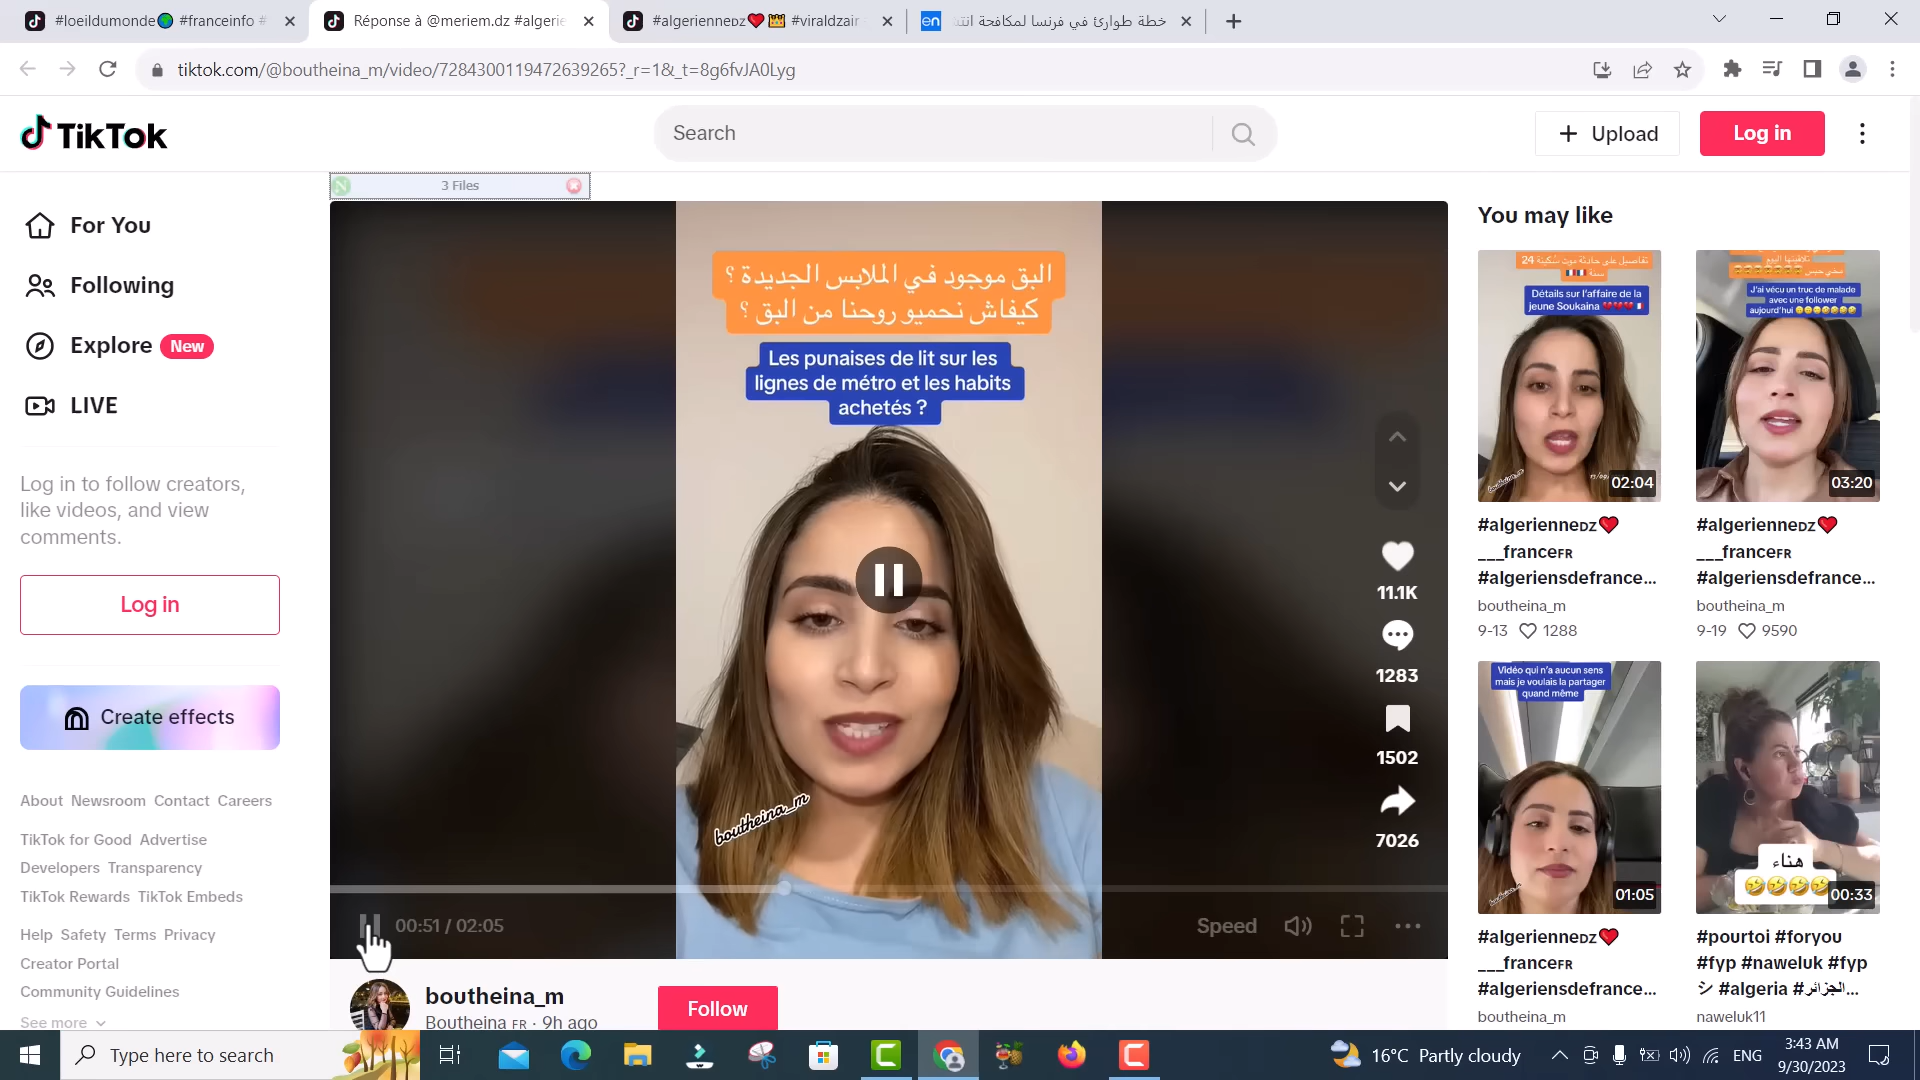 #loeildumonde🌍 #franceinfo #
Réponse à @meriem.dz #algerie
#algerienneDZ❤️👑 #viraldzair
خطة طوارئ في فرنسا لمكافحة انتش
tiktok.com/@boutheina_m/video/7284300119472639265?_r=1&_t=8g6fvJA0Lyg
TikTok
Search
Upload
Log in
3 Files
For You
Following
Explore New
LIVE
Log in to follow creators,
like videos, and view
comments.
Log in
Create effects
About Newsroom Contact Careers
TikTok for Good Advertise
Developers Transparency
TikTok Rewards TikTok Embeds
Help Safety Terms Privacy
Creator Portal
Community Guidelines
See more
البق موجود في الملابس الجديدة ؟
كيفاش نحميو روحنا من البق ؟
Les punaises de lit sur les
lignes de métro et les habits
achetés ?
boutheina_m
11.1K
1283
1502
7026
00:51 / 02:05
Speed
boutheina_m
Boutheina FR · 9h ago
Follow
You may like
تفاصيل على حادثة موت سكينة 24
سنة
Détails sur l'affaire de la
jeune Soukaina ❤️❤️❤️
02:04
#algerienneDZ❤️
___franceFR
#algeriensdefrance...
boutheina_m
9-13 1288
J'ai vécu un truc de malade
avec une follower
aujourd'hui
03:20
#algerienneDZ❤️
___franceFR
#algeriensdefrance...
boutheina_m
9-19 9590
Vidéo qui n'a aucun sens
mais je voulais la partager
quand même
01:05
#algerienneDZ❤️
___franceFR
#algeriensdefrance...
boutheina_m
هناء
🤣🤣🤣🤣
00:33
#pourtoi #foryou
#fyp #naweluk #fyp
シ #algeria #الجزائر...
naweluk11
Type here to search
16°C Partly cloudy
ENG
3:43 AM
9/30/2023